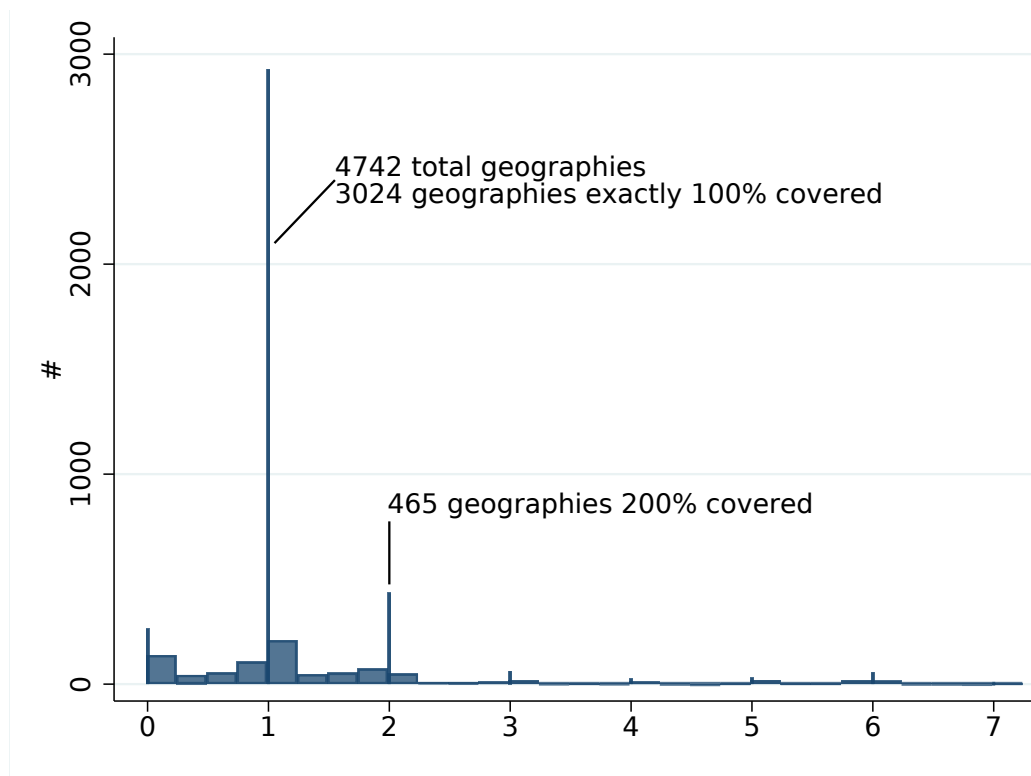 3000
4742 total geographies
3024 geographies exactly 100% covered
2000
#
1000
465 geographies 200% covered
0
0 1 2 3 4 5 6 7